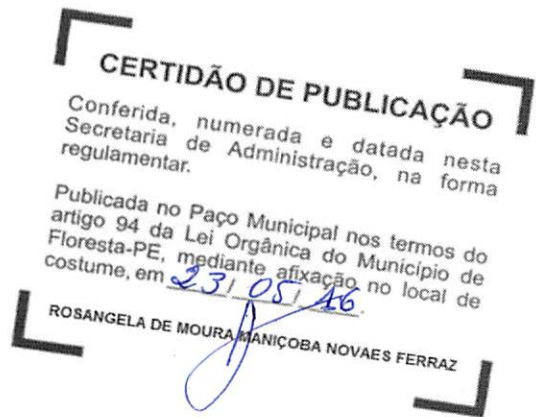 CERTIDÃO DE PUBLICAÇÃO
Conferida, numerada e datada nesta
Secretaria de Administração, na forma
regulamentar.
Publicada no Paço Municipal nos termos do
artigo 94 da Lei Orgânica do Município de
Floresta-PE, mediante afixação no local de
costume, em 23/05/16.
ROSANGELA DE MOURA MANIÇOBA NOVAES FERRAZ